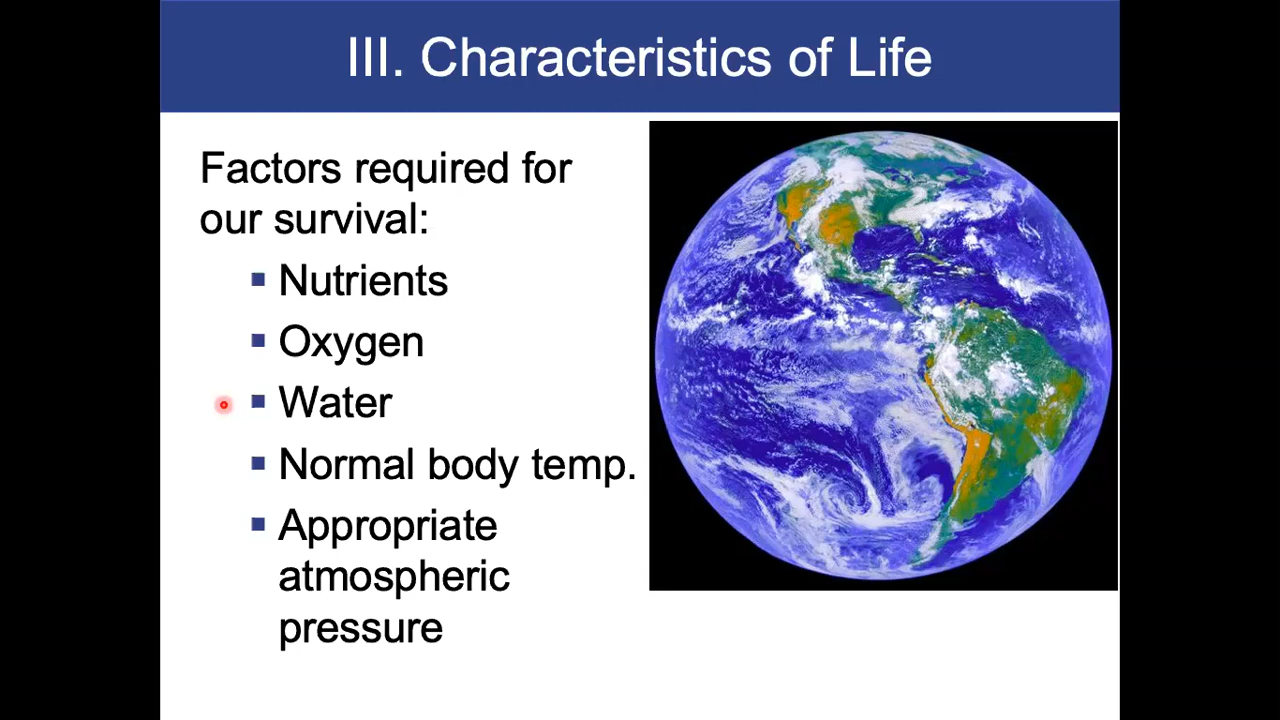 III. Characteristics of Life
Factors required for
our survival:
Nutrients
Oxygen
Water
Normal body temp.
Appropriate
atmospheric
pressure